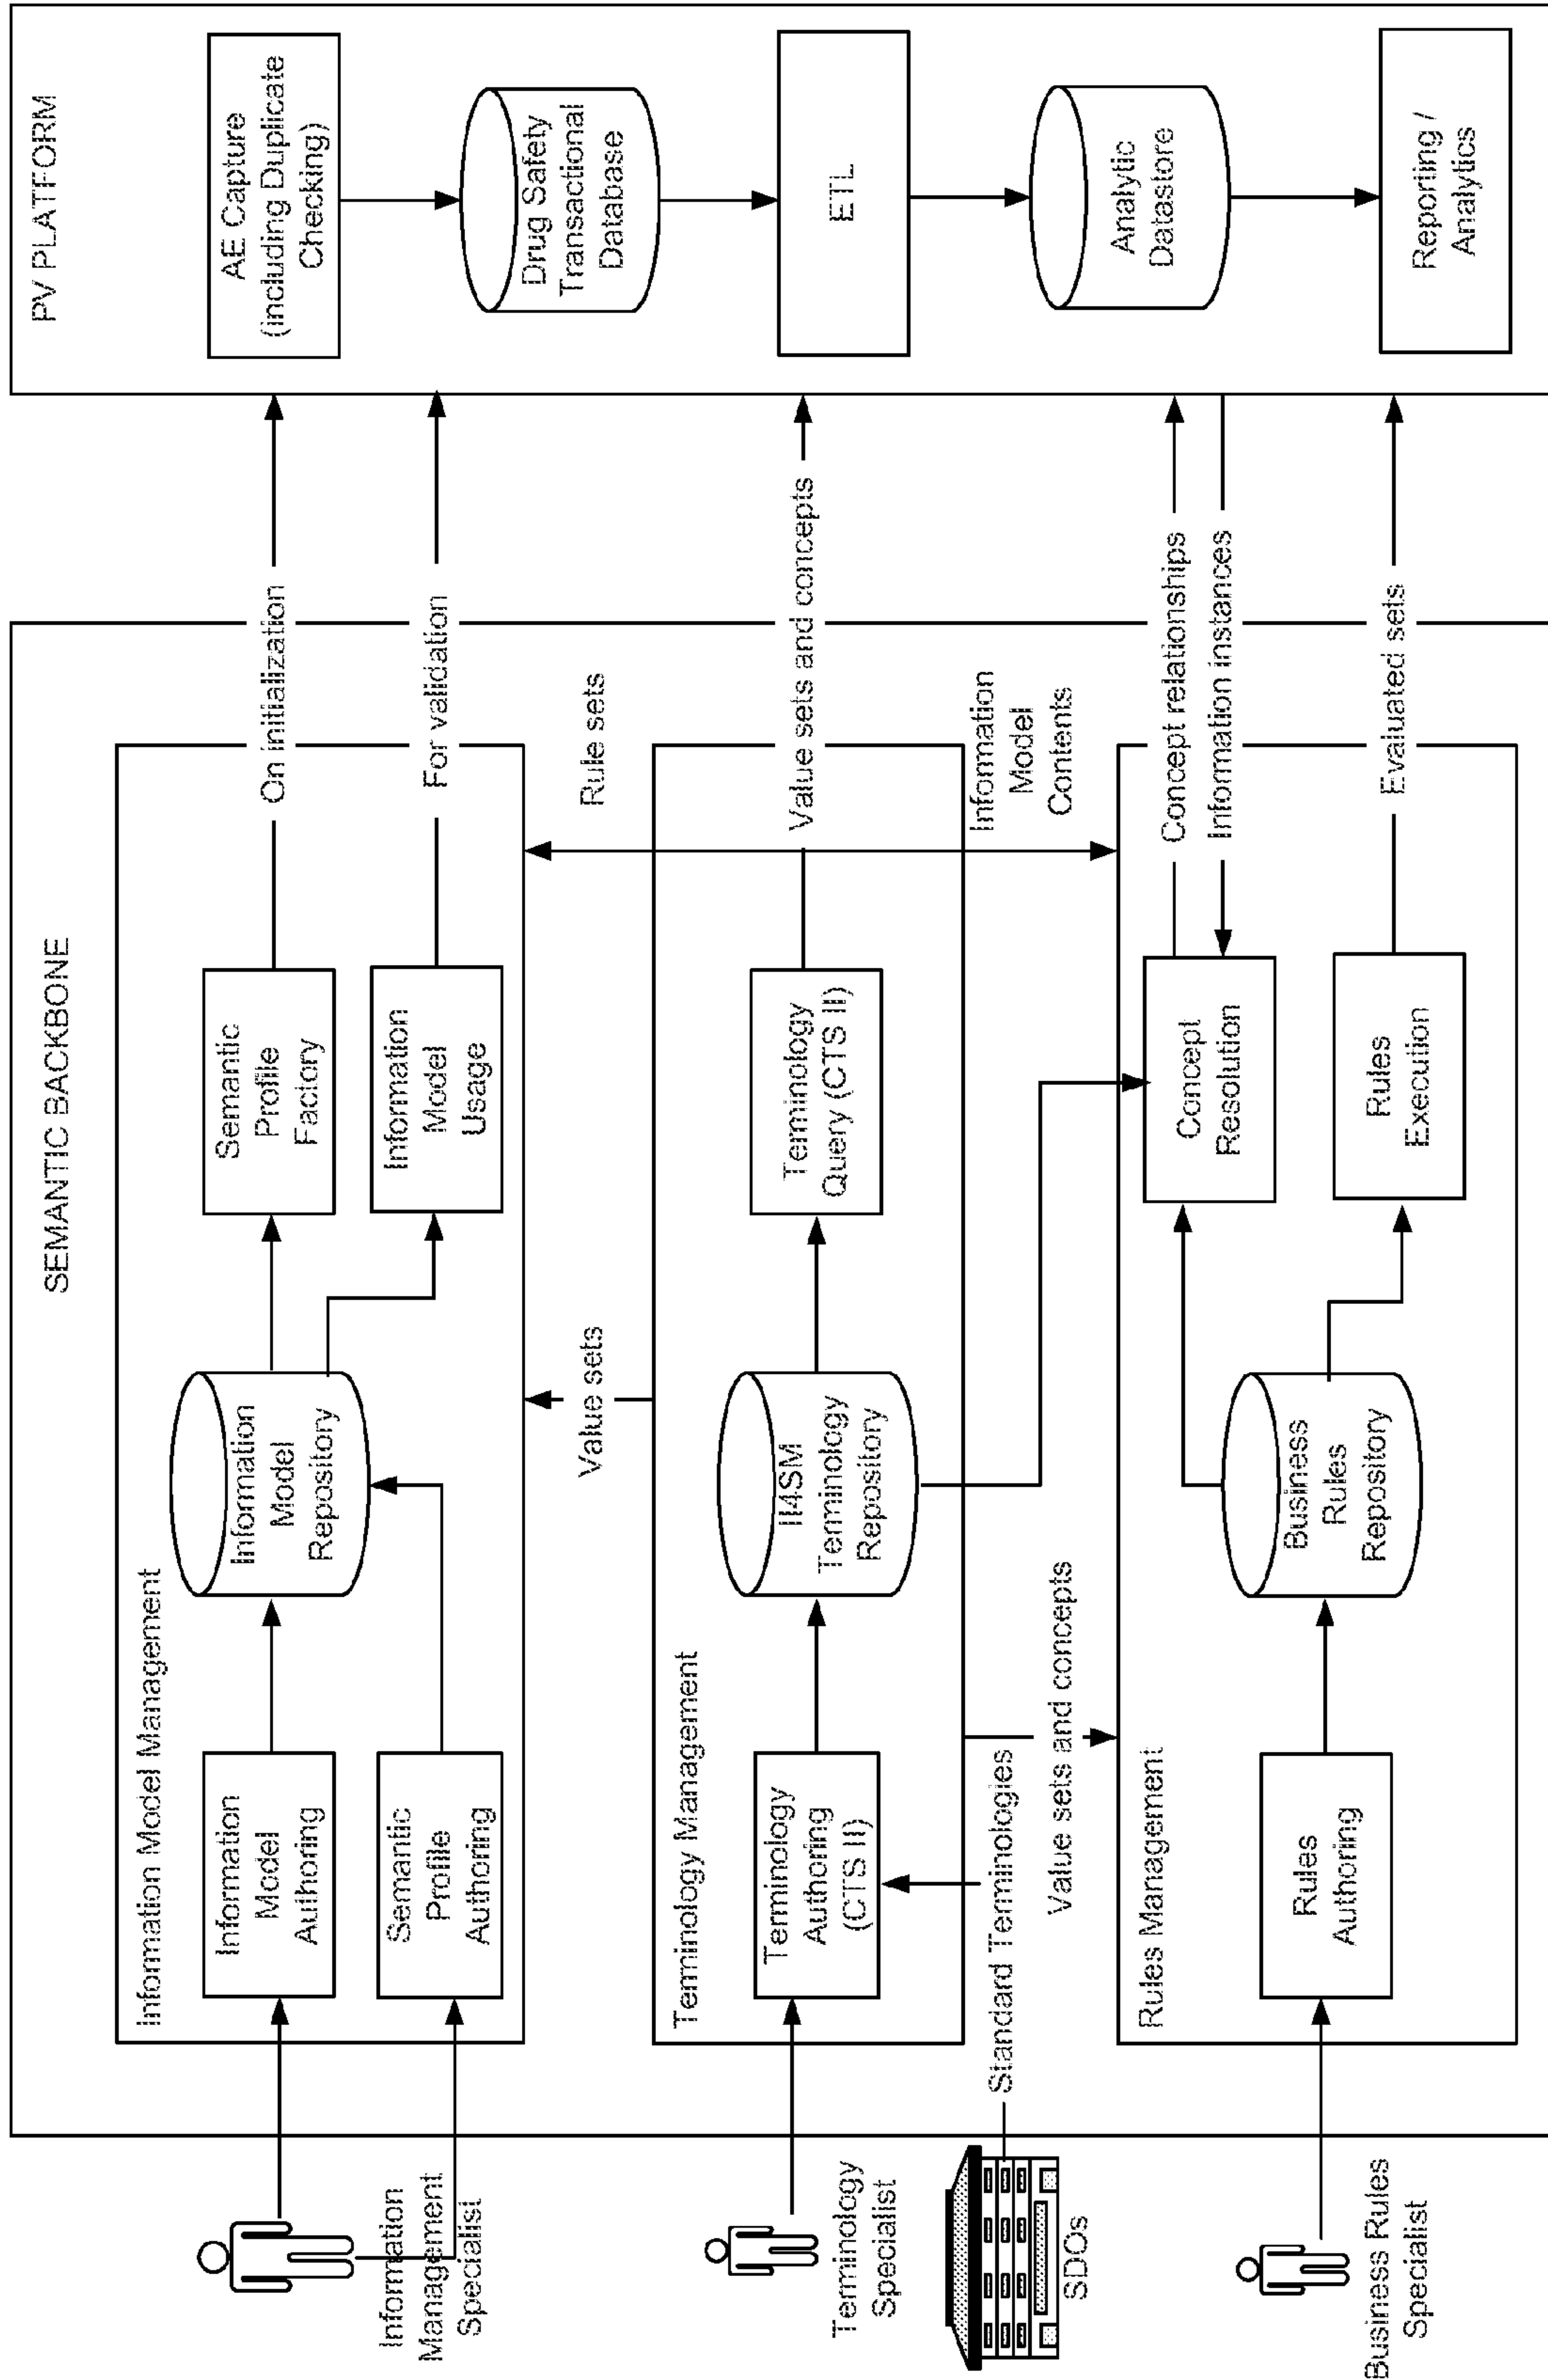 SEMANTIC BACKBONE
PV PLATFORM
Information
Management
Specialist
Information Model Management
Information
Model
Authoring
Semantic
Profile
Authoring
Information
Model
Repository
Semantic
Profile
Factory
Information
Model
Usage
On initialization
For validation
AE Capture
(including Duplicate
Checking)
Drug Safety
Transactional
Database
Value sets
Rule sets
Terminology
Specialist
Terminology Management
Terminology
Authoring
(CTS II)
II4SM
Terminology
Repository
Terminology
Query (CTS II)
Value sets and concepts
ETL
SDOs
Standard Terminologies
Value sets and concepts
Information
Model
Contents
Analytic
Datastore
Business Rules
Specialist
Rules Management
Rules
Authoring
Business
Rules
Repository
Concept
Resolution
Rules
Execution
Concept relationships
Information instances
Evaluated sets
Reporting /
Analytics